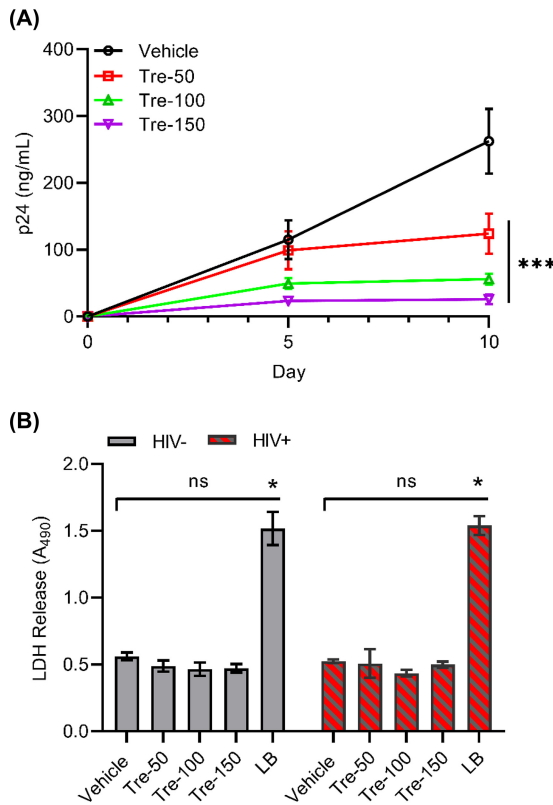 (A)
400
300
200
100
0
p24 (ng/mL)
Vehicle
Tre-50
Tre-100
Tre-150
***
0 5 10
Day
(B)
HIV- HIV+
2.0
1.5
1.0
0.5
0.0
LDH Release (A490)
ns * ns *
Vehicle Tre-50 Tre-100 Tre-150 LB Vehicle Tre-50 Tre-100 Tre-150 LB